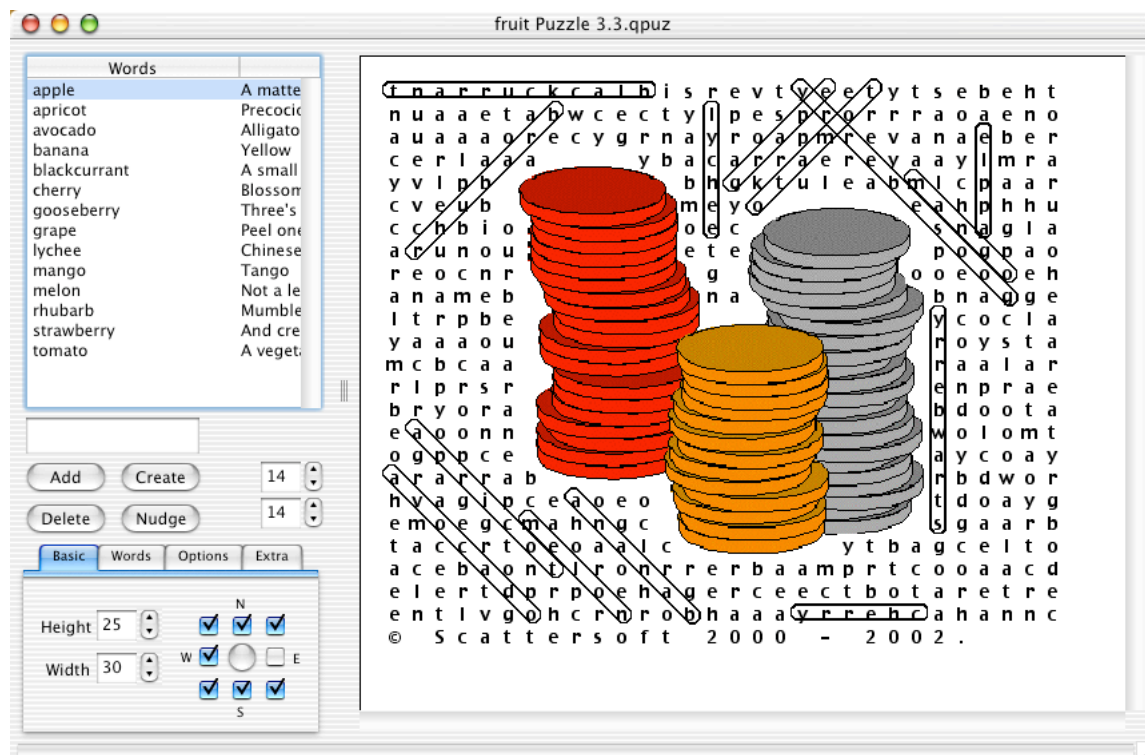 fruit Puzzle 3.3.qpuz
Words
apple A matte
apricot Precocic
avocado Alligato
banana Yellow
blackcurrant A small
cherry Blossom
gooseberry Three's
grape Peel one
lychee Chinese
mango Tango
melon Not a le
rhubarb Mumble
strawberry And cre
tomato A veget
Add Create 14
Delete Nudge 14
Basic Words Options Extra
N
Height 25
W E
Width 30
S
t n a r r u c k c a l b i s r e v t y e e t y t s e b e h t
n u a a e t a b w c e c t y l p e s p r o r r r a o a e n o
a u a a a o r e c y g r n a y r o a p m r e v a n a e b e r
c e r l a a a y b a c a r r a e r e y a a y l m r a
y v l p b b h g k t u l e a b m l c p a a r
c v e u b m e y o e a h p h h u
c c h b i o o e c s n a g l a
a r u n o u e t e p o g p a o
r e o c n r g o o e o o e h
a n a m e b n a b n a g g e
l t r p b e y c o c l a
y a a a o u r o y s t a
m c b c a a r a a l a r
r l p r s r e n p r a e
b r y o r a b d o o t a
e a o o n n w o l o m t
o g p p c e a y c o a y
a r a r r a b r b d w o r
h v a g i p c e a o e o t d o a y g
e m o e g c m a h n g c s g a a r b
t a c c r t o e o a a l c y t b a g c e l t o
a c e b a o n t l r o n r r e r b a a m p r t c o o a a c d
e l e r t d p r p o e h a g e r c e e c t b o t a r e t r e
e n t l v g o h c r n r o b h a a a y r r e h c a h a n n c
© S c a t t e r s o f t 2 0 0 0 - 2 0 0 2 .